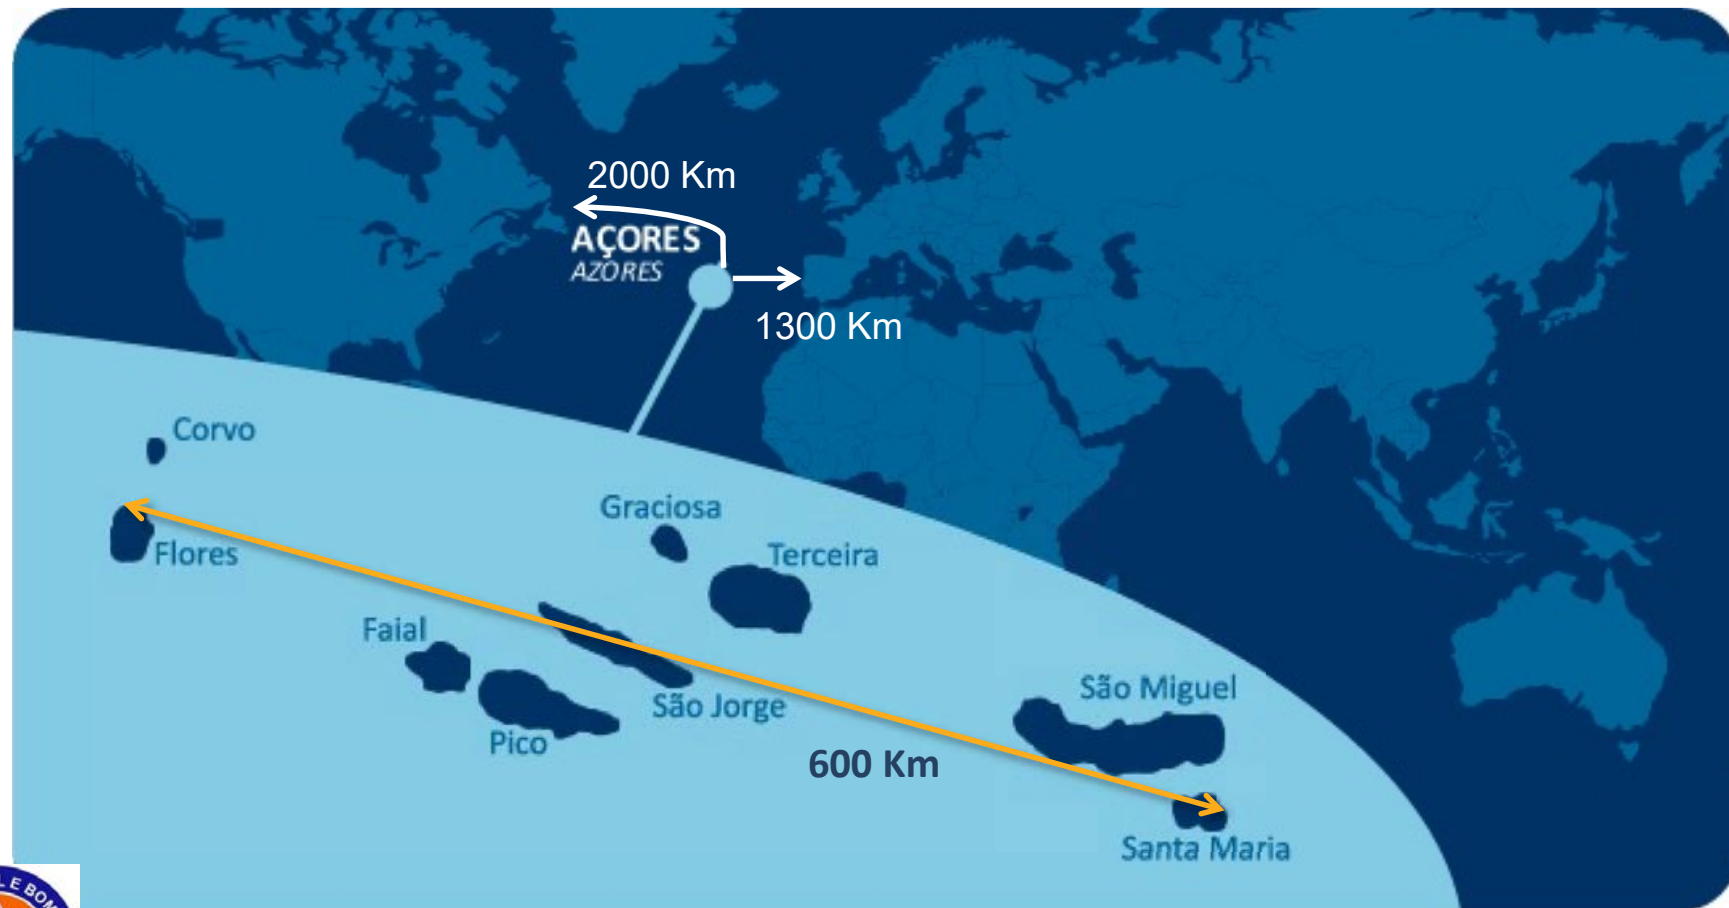 2000 Km
AÇORES
AZORES
1300 Km
Corvo
Graciosa
Flores
Terceira
Faial
São Jorge
São Miguel
Pico
600 Km
Santa Maria